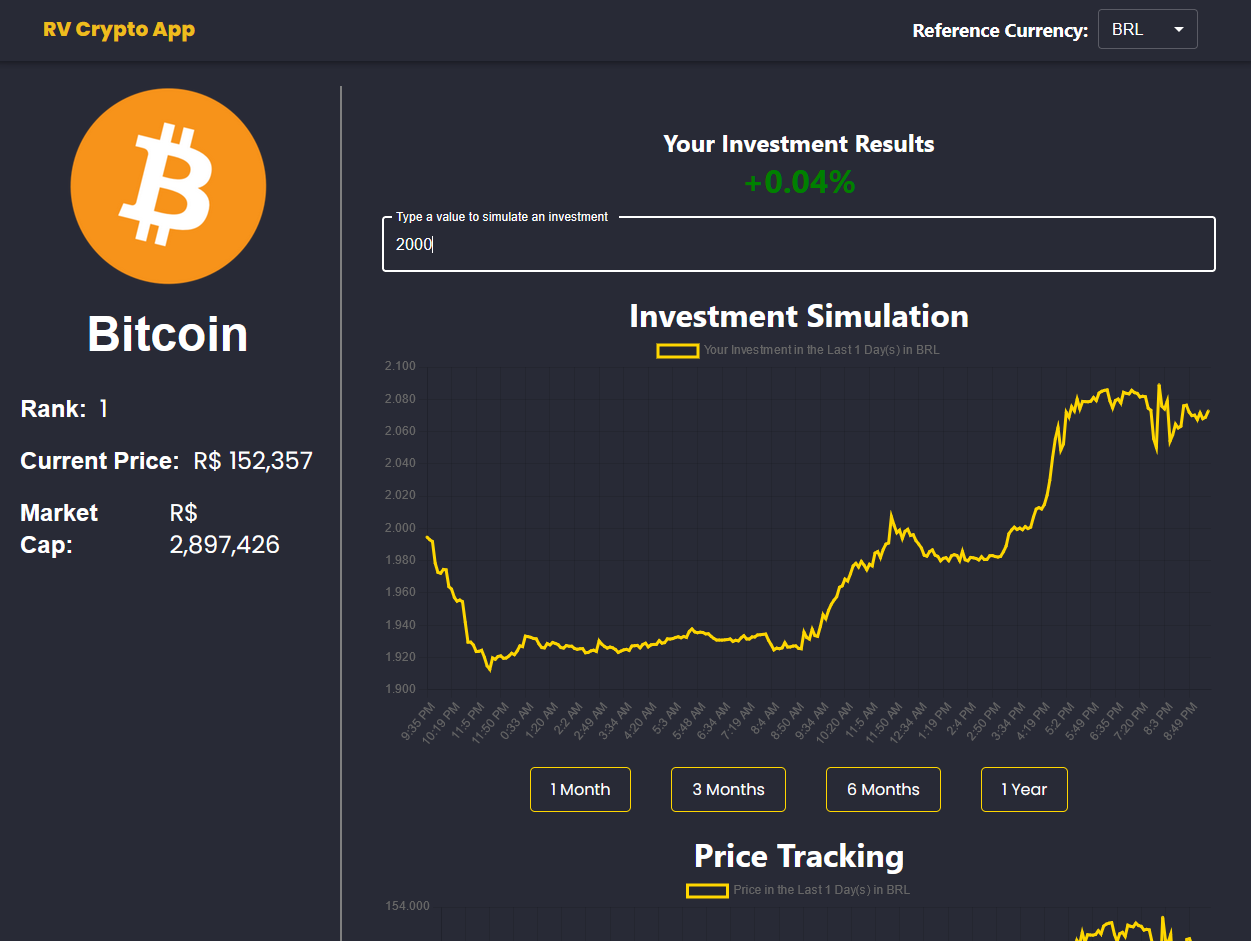 RV Crypto App
Reference Currency: BRL
Bitcoin
Rank: 1
Current Price: R$ 152,357
Market Cap: R$ 2,897,426
Your Investment Results
+0.04%
Type a value to simulate an investment
2000
Investment Simulation
Your Investment in the Last 1 Day(s) in BRL
2.100
2.080
2.060
2.040
2.020
2.000
1.980
1.960
1.940
1.920
1.900
9:35 PM
10:19 PM
11:5 PM
11:50 PM
0:33 AM
1:20 AM
2:2 AM
2:49 AM
3:34 AM
4:20 AM
5:3 AM
5:48 AM
6:34 AM
7:19 AM
8:4 AM
8:50 AM
9:34 AM
10:20 AM
11:5 AM
11:50 AM
12:34 AM
1:19 PM
2:4 PM
2:50 PM
3:34 PM
4:19 PM
5:2 PM
5:49 PM
6:35 PM
7:20 PM
8:3 PM
8:49 PM
1 Month
3 Months
6 Months
1 Year
Price Tracking
Price in the Last 1 Day(s) in BRL
154.000